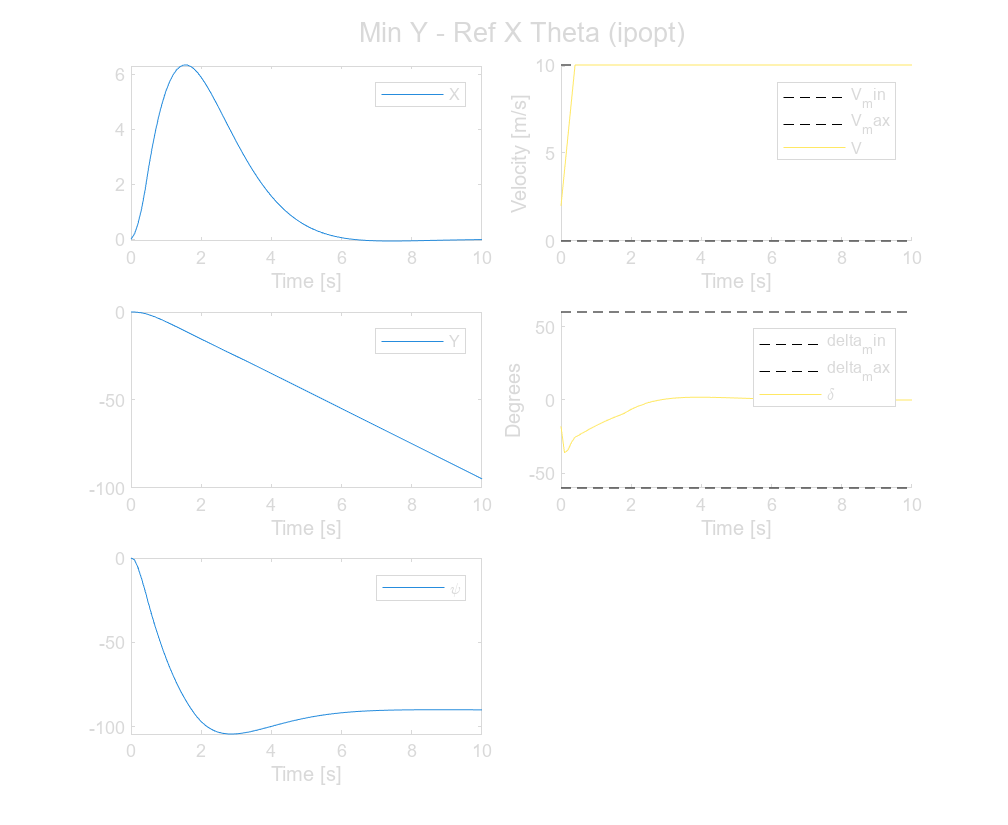 Min Y - Ref X Theta (ipopt)
6
4
2
0
0 2 4 6 8 10
Time [s]
X
Velocity [m/s]
10
5
0
0 2 4 6 8 10
Time [s]
V_min
V_max
V
0
-50
-100
0 2 4 6 8 10
Time [s]
Y
Degrees
50
0
-50
0 2 4 6 8 10
Time [s]
delta_min
delta_max
δ
0
-50
-100
0 2 4 6 8 10
Time [s]
ψ